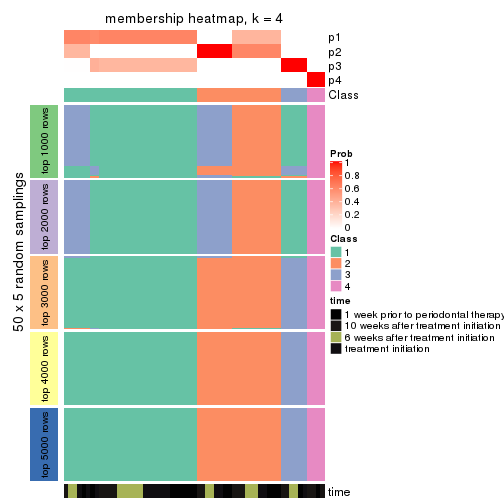 membership heatmap, k = 4
p1
p2
p3
p4
Class
50 x 5 random samplings
top 1000 rows
top 2000 rows
top 3000 rows
top 4000 rows
top 5000 rows
time
Prob
1
0.8
0.6
0.4
0.2
0
Class
1
2
3
4
time
1 week prior to periodontal therapy
10 weeks after treatment initiation
6 weeks after treatment initiation
treatment initiation